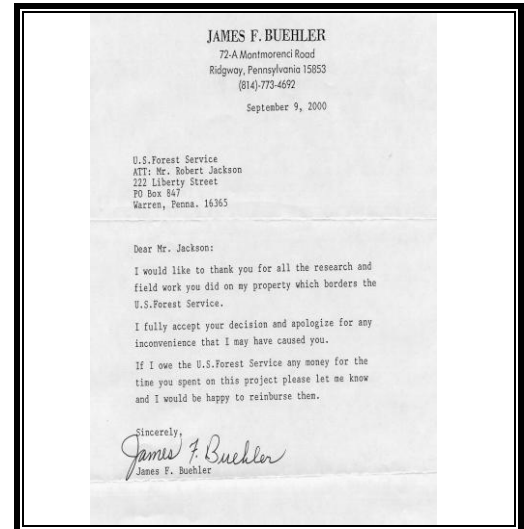 JAMES F. BUEHLER
72-A Montmorenci Road
Ridgway, Pennsylvania 15853
(814)-773-4692
September 9, 2000
U.S.Forest Service
ATT: Mr. Robert Jackson
222 Liberty Street
PO Box 847
Warren, Penna. 16365
Dear Mr. Jackson:
I would like to thank you for all the research and
field work you did on my property which borders the
U.S.Forest Service.
I fully accept your decision and apologize for any
inconvenience that I may have caused you.
If I owe the U.S.Forest Service any money for the
time you spent on this project please let me know
and I would be happy to reinburse them.
Sincerely,
James F. Buehler
James F. Buehler